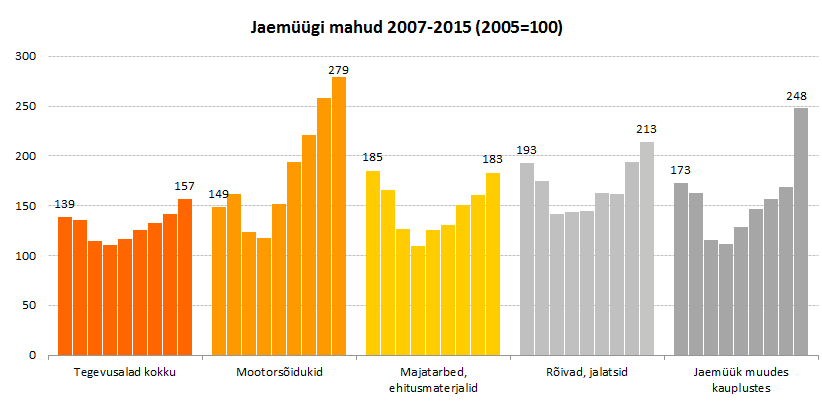 Jaemüügi mahud 2007-2015 (2005=100)
300
250
200
150
100
50
0
139
157
149
279
185
183
193
213
173
248
Tegevusalad kokku
Mootorsõidukid
Majatarbed,
ehitusmaterjalid
Rõivad, jalatsid
Jaemüük muudes
kauplustes